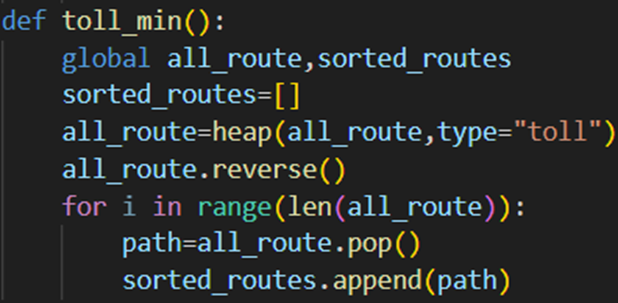 def toll_min():
    global all_route,sorted_routes
    sorted_routes=[]
    all_route=heap(all_route,type="toll")
    all_route.reverse()
    for i in range(len(all_route)):
        path=all_route.pop()
        sorted_routes.append(path)